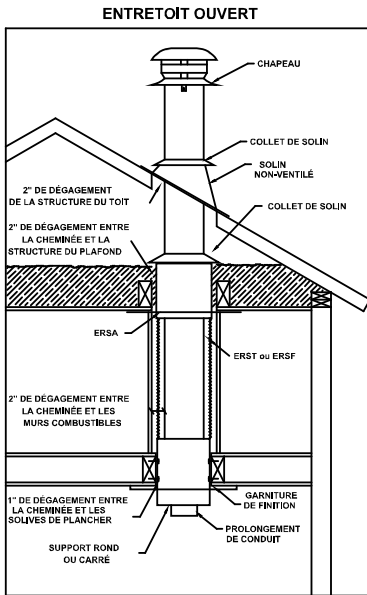 ENTRETOIT OUVERT
CHAPEAU
COLLET DE SOLIN
SOLIN
NON-VENTILÉ
2" DE DÉGAGEMENT
DE LA STRUCTURE DU TOIT
COLLET DE SOLIN
2" DE DÉGAGEMENT ENTRE
LA CHEMINÉE ET LA
STRUCTURE DU PLAFOND
ERSA
ERST ou ERSF
2" DE DÉGAGEMENT ENTRE
LA CHEMINÉE ET LES
MURS COMBUSTIBLES
1" DE DÉGAGEMENT ENTRE
LA CHEMINÉE ET LES
SOLIVES DE PLANCHER
GARNITURE
DE FINITION
PROLONGEMENT
DE CONDUIT
SUPPORT ROND
OU CARRÉ